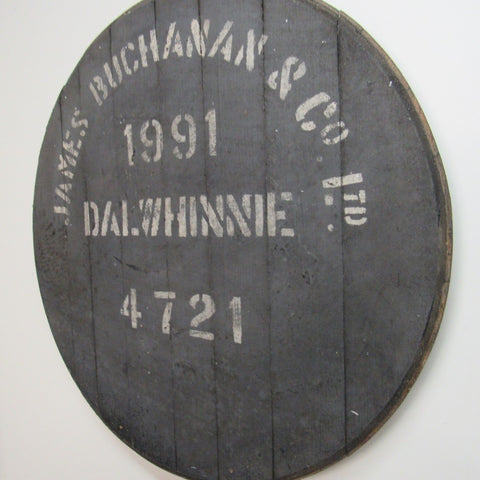 JAMES BUCHANAN & Co. LTD
1991
DALWHINNIE
4721